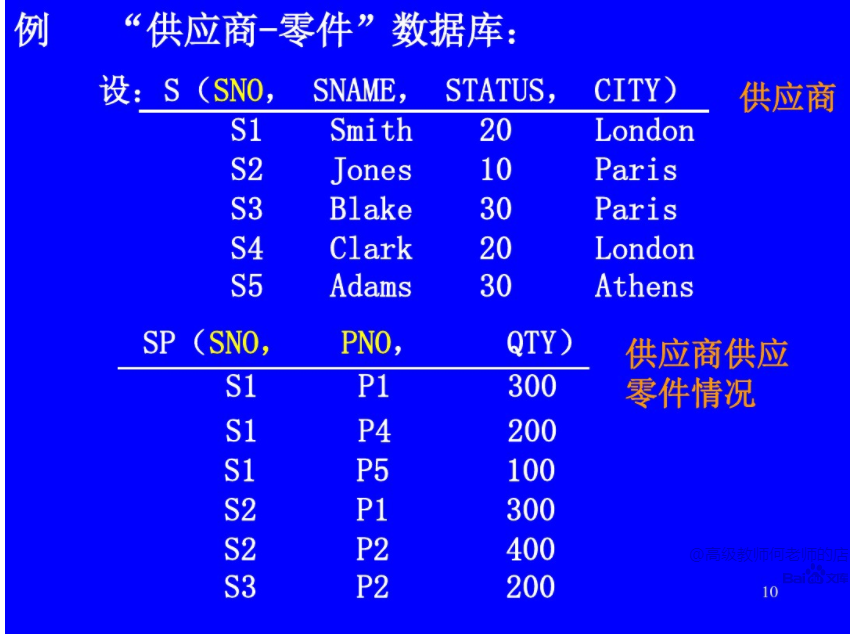 例 “供应商-零件”数据库：
设：S（SNO， SNAME， STATUS， CITY） 供应商
S1 Smith 20 London
S2 Jones 10 Paris
S3 Blake 30 Paris
S4 Clark 20 London
S5 Adams 30 Athens
SP（SNO， PNO， QTY）
供应商供应
零件情况
S1 P1 300
S1 P4 200
S1 P5 100
S2 P1 300
S2 P2 400
S3 P2 200
10